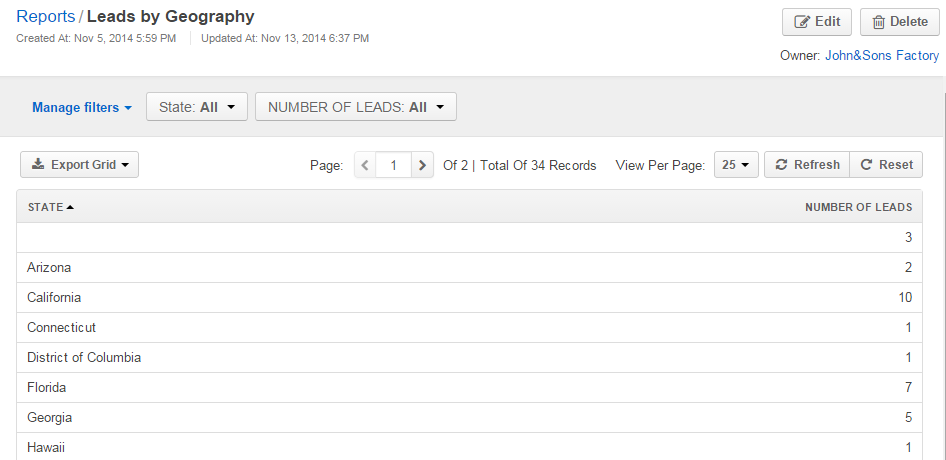 Reports / Leads by Geography
Edit
Delete
Created At: Nov 5, 2014 5:59 PM
Updated At: Nov 13, 2014 6:37 PM
Owner: John&Sons Factory
Manage filters
State: All
NUMBER OF LEADS: All
Export Grid
Page: 1 Of 2 | Total Of 34 Records
View Per Page: 25
Refresh
Reset
STATE NUMBER OF LEADS
3
Arizona 2
California 10
Connecticut 1
District of Columbia 1
Florida 7
Georgia 5
Hawaii 1